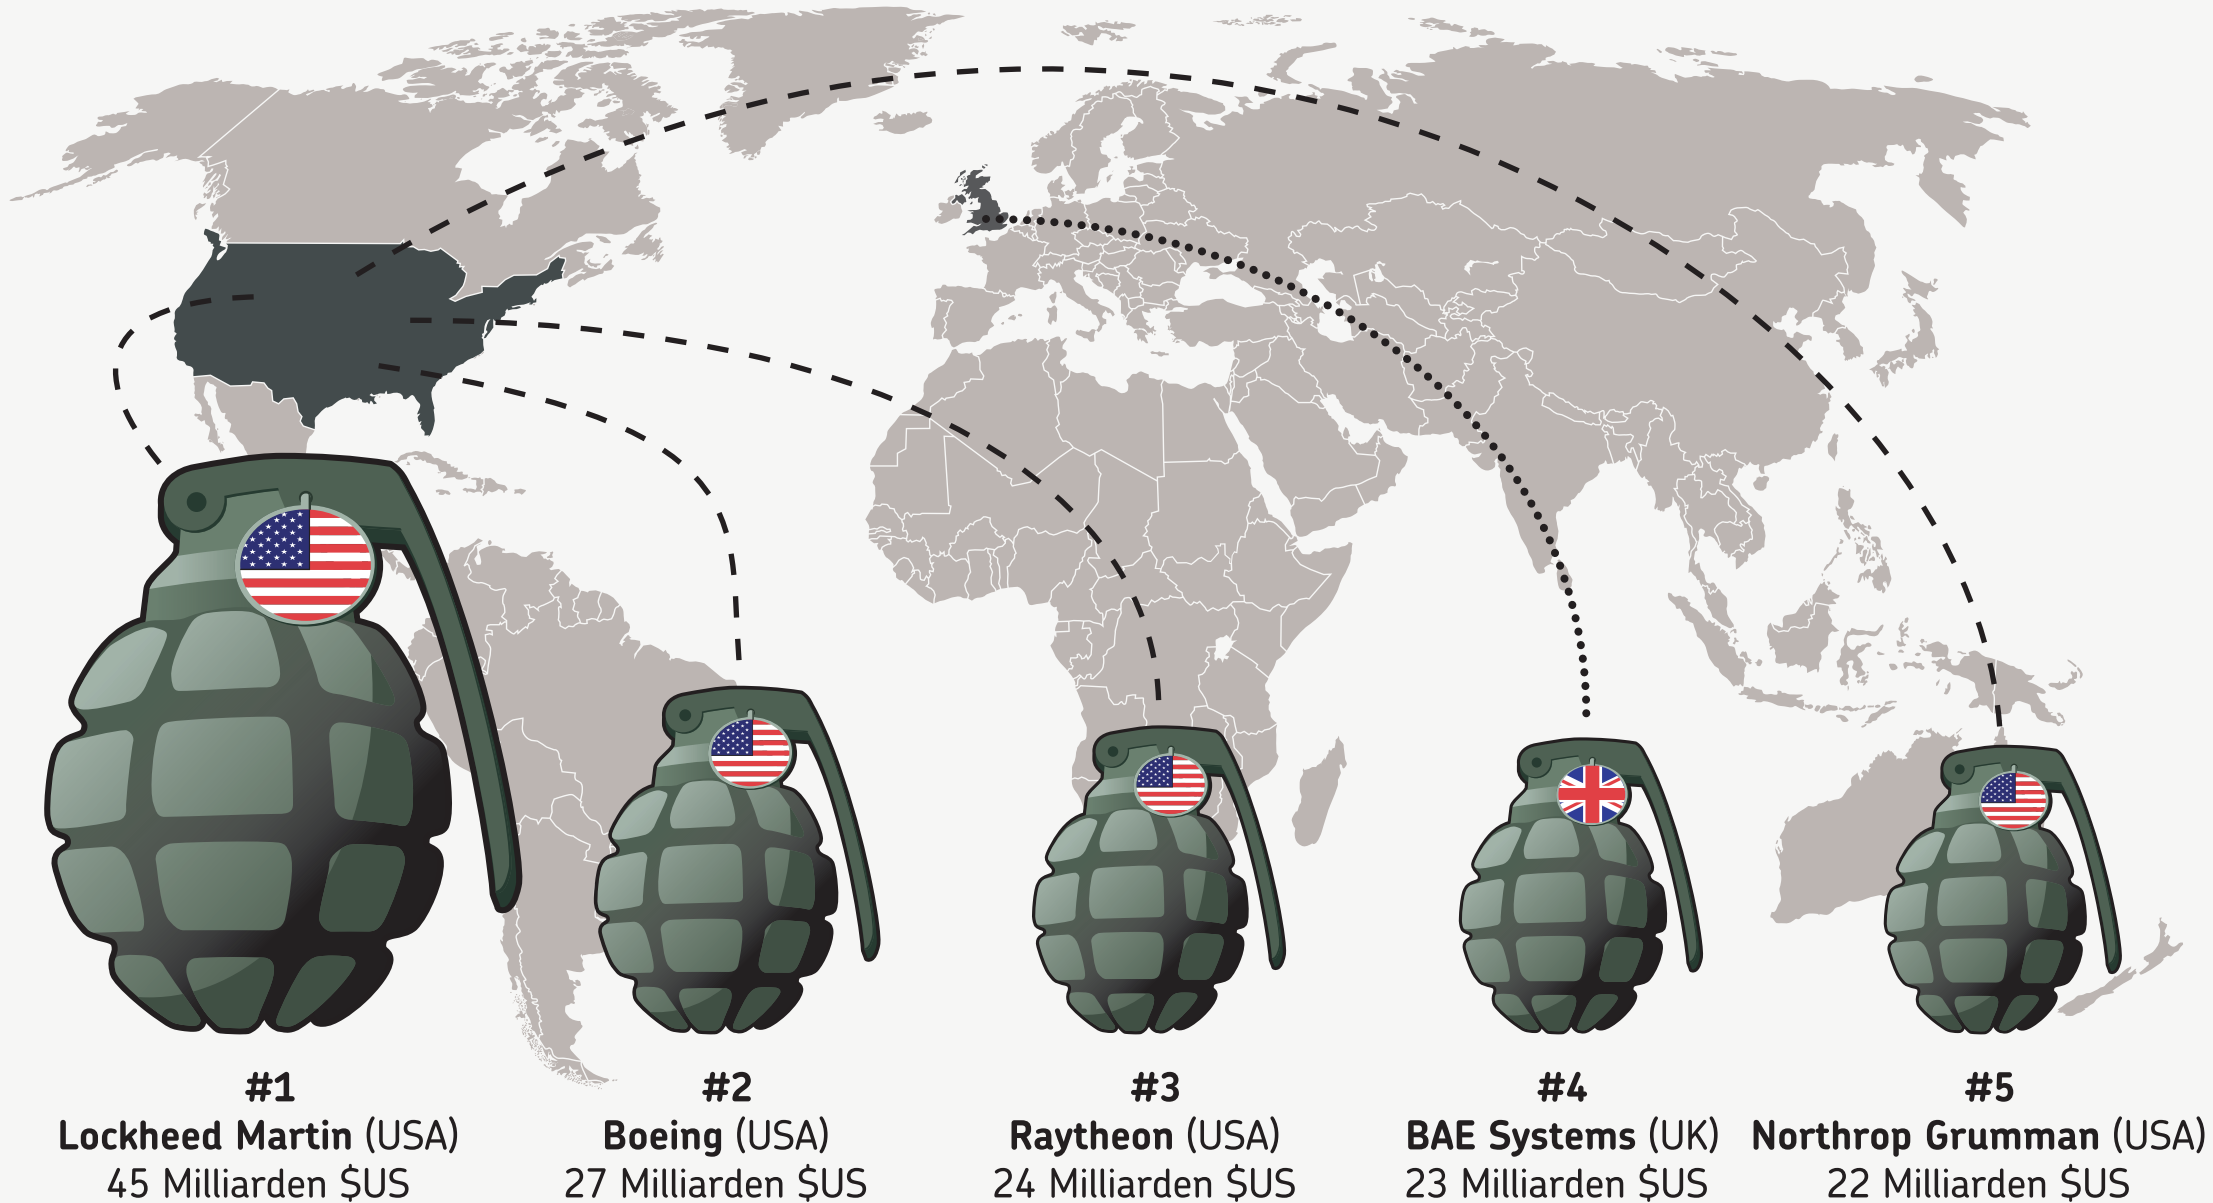 #1
Lockheed Martin (USA)
45 Milliarden $US
#2
Boeing (USA)
27 Milliarden $US
#3
Raytheon (USA)
24 Milliarden $US
#4
BAE Systems (UK)
23 Milliarden $US
#5
Northrop Grumman (USA)
22 Milliarden $US